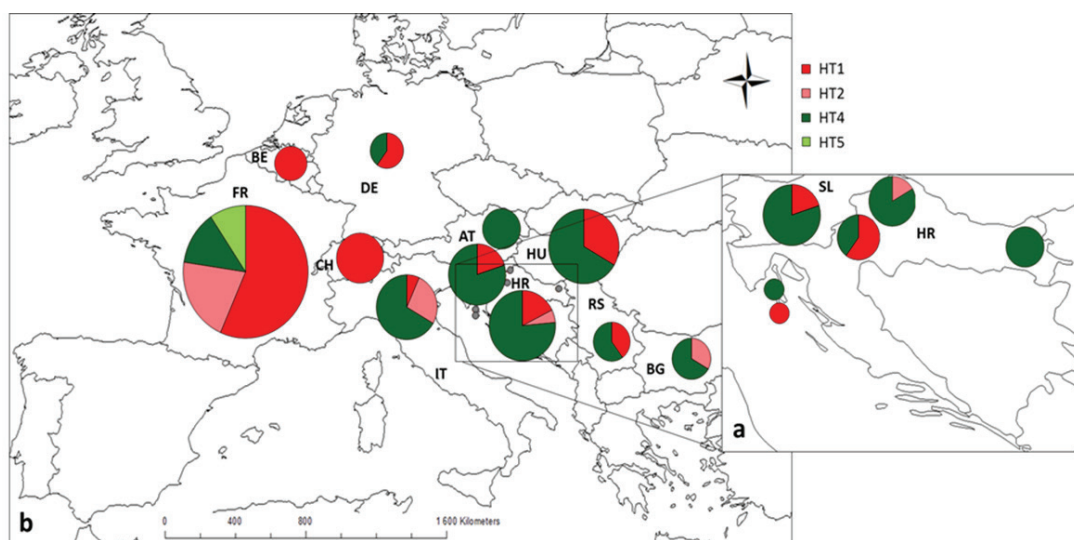 HT1
HT2
HT4
HT5
BE
DE
FR
CH
AT
HU
HR
IT
RS
BG
SL
HR
a
b
0 400 800 1 600 Kilometers